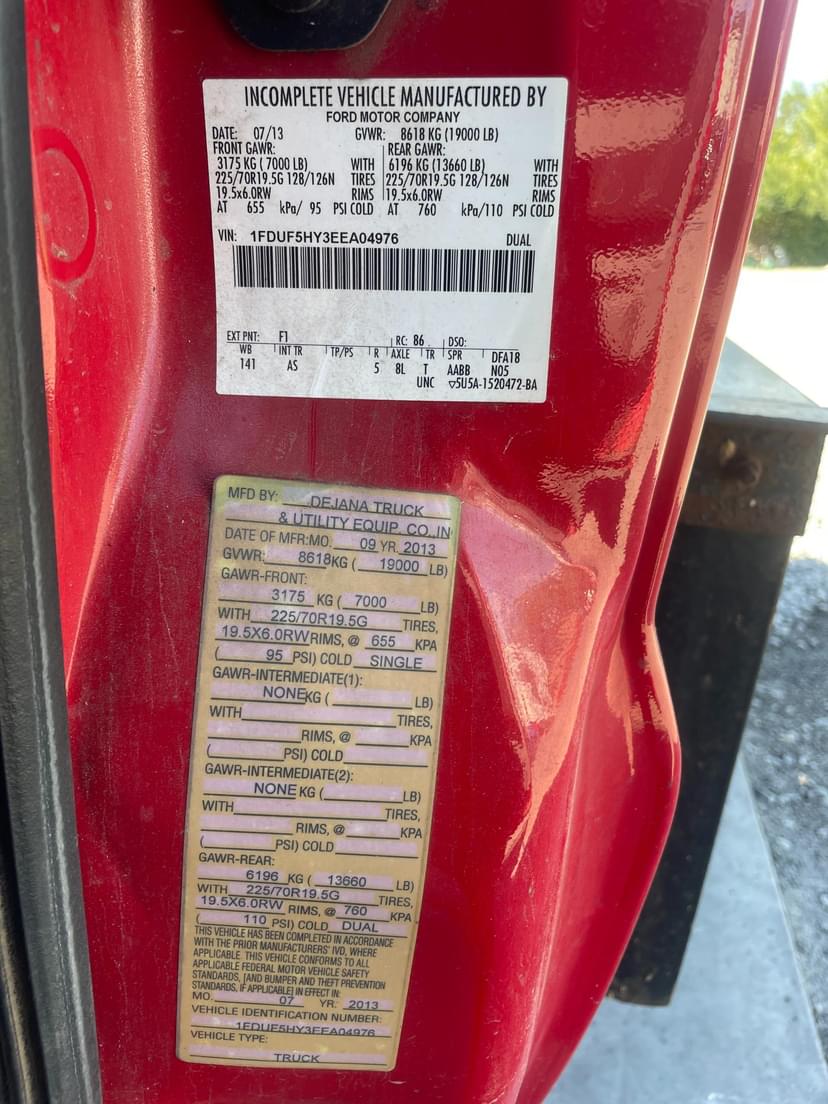 INCOMPLETE VEHICLE MANUFACTURED BY
FORD MOTOR COMPANY
DATE: 07/13 GVWR: 8618 KG (19000 LB)
FRONT GAWR: REAR GAWR:
3175 KG ( 7000 LB) WITH 6196 KG (13660 LB) WITH
225/70R19.5G 128/126N TIRES 225/70R19.5G 128/126N TIRES
19.5x6.0RW RIMS 19.5x6.0RW RIMS
AT 655 kPa/ 95 PSI COLD AT 760 kPa/110 PSI COLD
VIN: 1FDUF5HY3EEA04976 DUAL
EXT PNT: F1 RC: 86 DSO:
WB INT TR TP/PS R AXLE TR SPR DFA18
141 AS 5 8L T AABB N05
UNC ▽5U5A-1520472-BA
MFD BY: DEJANA TRUCK
& UTILITY EQUIP. CO.,IN
DATE OF MFR:MO. 09 YR. 2013
GVWR: 8618KG ( 19000 LB)
GAWR-FRONT:
3175 KG ( 7000 LB)
WITH 225/70R19.5G TIRES,
19.5X6.0RW RIMS, @ 655 KPA
( 95 PSI) COLD SINGLE
GAWR-INTERMEDIATE(1):
NONEKG ( LB)
WITH TIRES,
RIMS, @ KPA
( PSI) COLD
GAWR-INTERMEDIATE(2):
NONE KG ( LB)
WITH TIRES,
RIMS, @ KPA
( PSI) COLD
GAWR-REAR:
6196 KG ( 13660 LB)
WITH 225/70R19.5G TIRES,
19.5X6.0RW RIMS, @ 760 KPA
( 110 PSI) COLD DUAL
THIS VEHICLE HAS BEEN COMPLETED IN ACCORDANCE
WITH THE PRIOR MANUFACTURERS' IVD, WHERE
APPLICABLE. THIS VEHICLE CONFORMS TO ALL
APPLICABLE FEDERAL MOTOR VEHICLE SAFETY
STANDARDS, [AND BUMPER AND THEFT PREVENTION
STANDARDS, IF APPLICABLE] IN EFFECT IN:
MO. 07 YR. 2013
VEHICLE IDENTIFICATION NUMBER:
1FDUF5HY3EEA04976
VEHICLE TYPE:
TRUCK